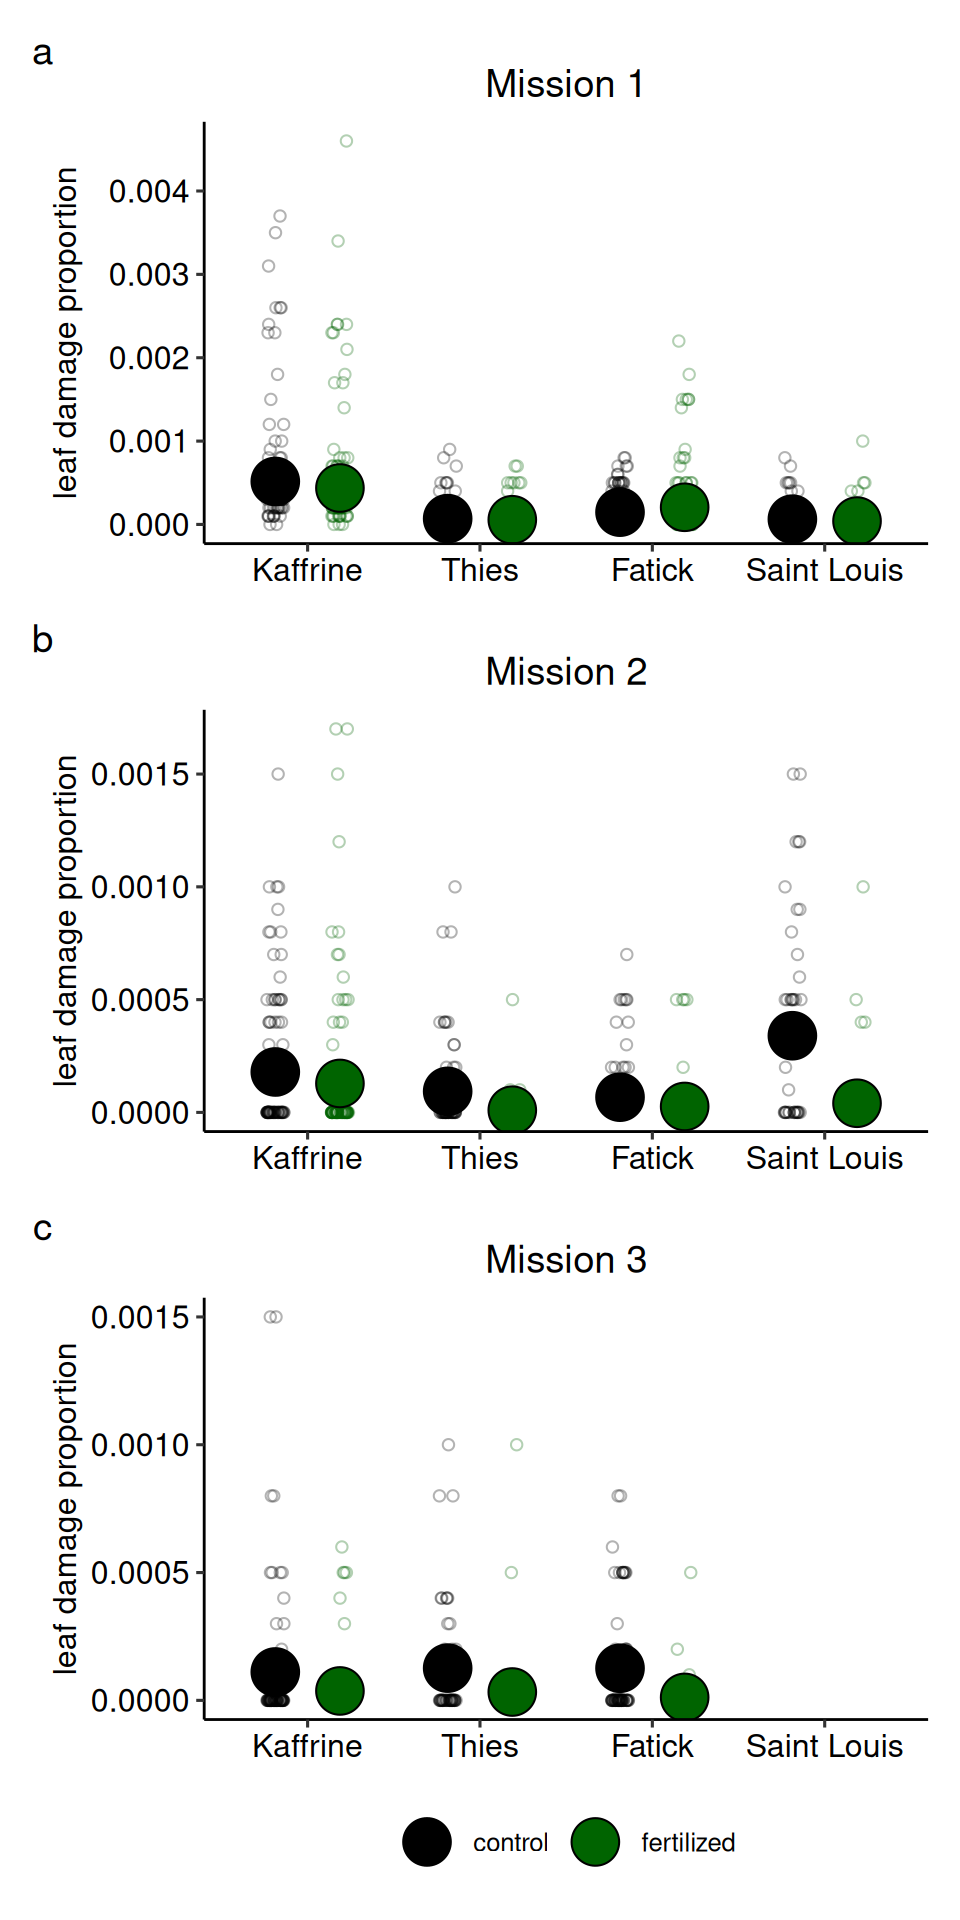 a
Mission 1
leaf damage proportion
0.004
0.003
0.002
0.001
0.000
Kaffrine Thies Fatick Saint Louis
b
Mission 2
leaf damage proportion
0.0015
0.0010
0.0005
0.0000
Kaffrine Thies Fatick Saint Louis
c
Mission 3
leaf damage proportion
0.0015
0.0010
0.0005
0.0000
Kaffrine Thies Fatick Saint Louis
control fertilized